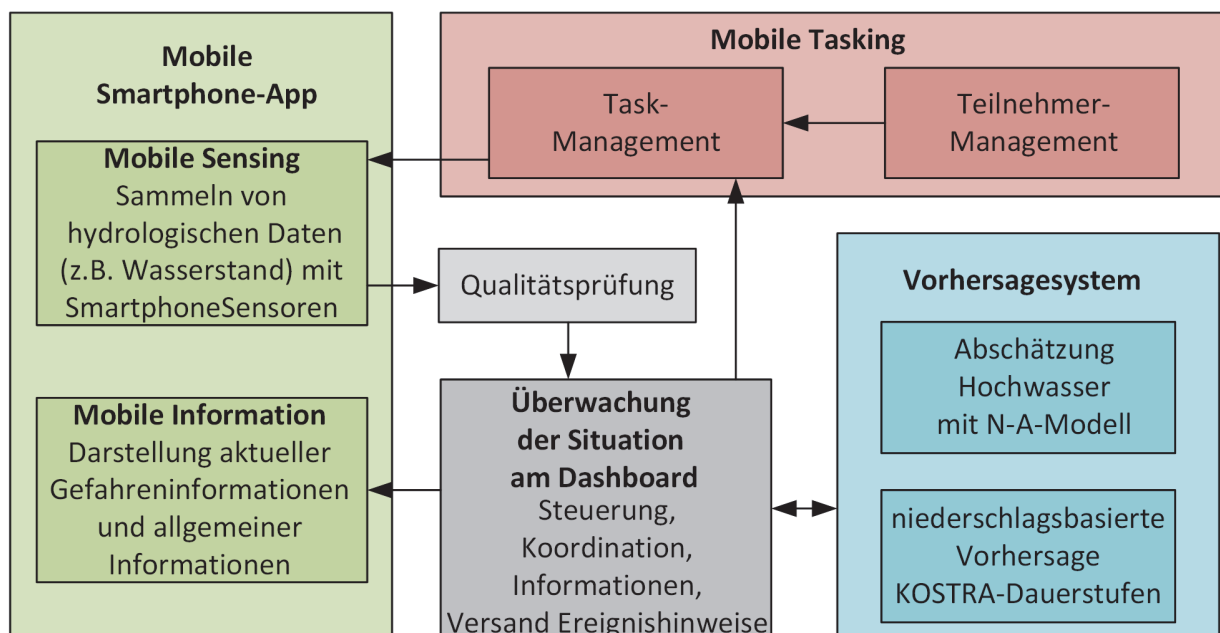 Mobile
Smartphone-App
Mobile Sensing
Sammeln von
hydrologischen Daten
(z.B. Wasserstand) mit
SmartphoneSensoren
Mobile Information
Darstellung aktueller
Gefahreninformationen
und allgemeiner
Informationen
Mobile Tasking
Task-
Management
Teilnehmer-
Management
Qualitätsprüfung
Überwachung
der Situation
am Dashboard
Steuerung,
Koordination,
Informationen,
Versand Ereignishinweise
Vorhersagesystem
Abschätzung
Hochwasser
mit N-A-Modell
niederschlagsbasierte
Vorhersage
KOSTRA-Dauerstufen